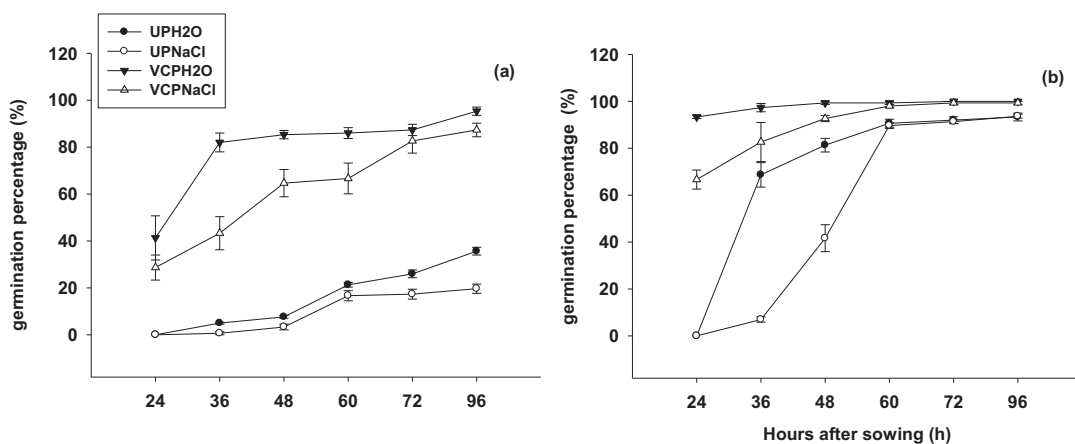 UPH2O
UPNaCl
VCPH2O
VCPNaCl
(a)
germination percentage (%)
120
100
80
60
40
20
0
24 36 48 60 72 96
(b)
germination percentage (%)
120
100
80
60
40
20
0
24 36 48 60 72 96
Hours after sowing (h)